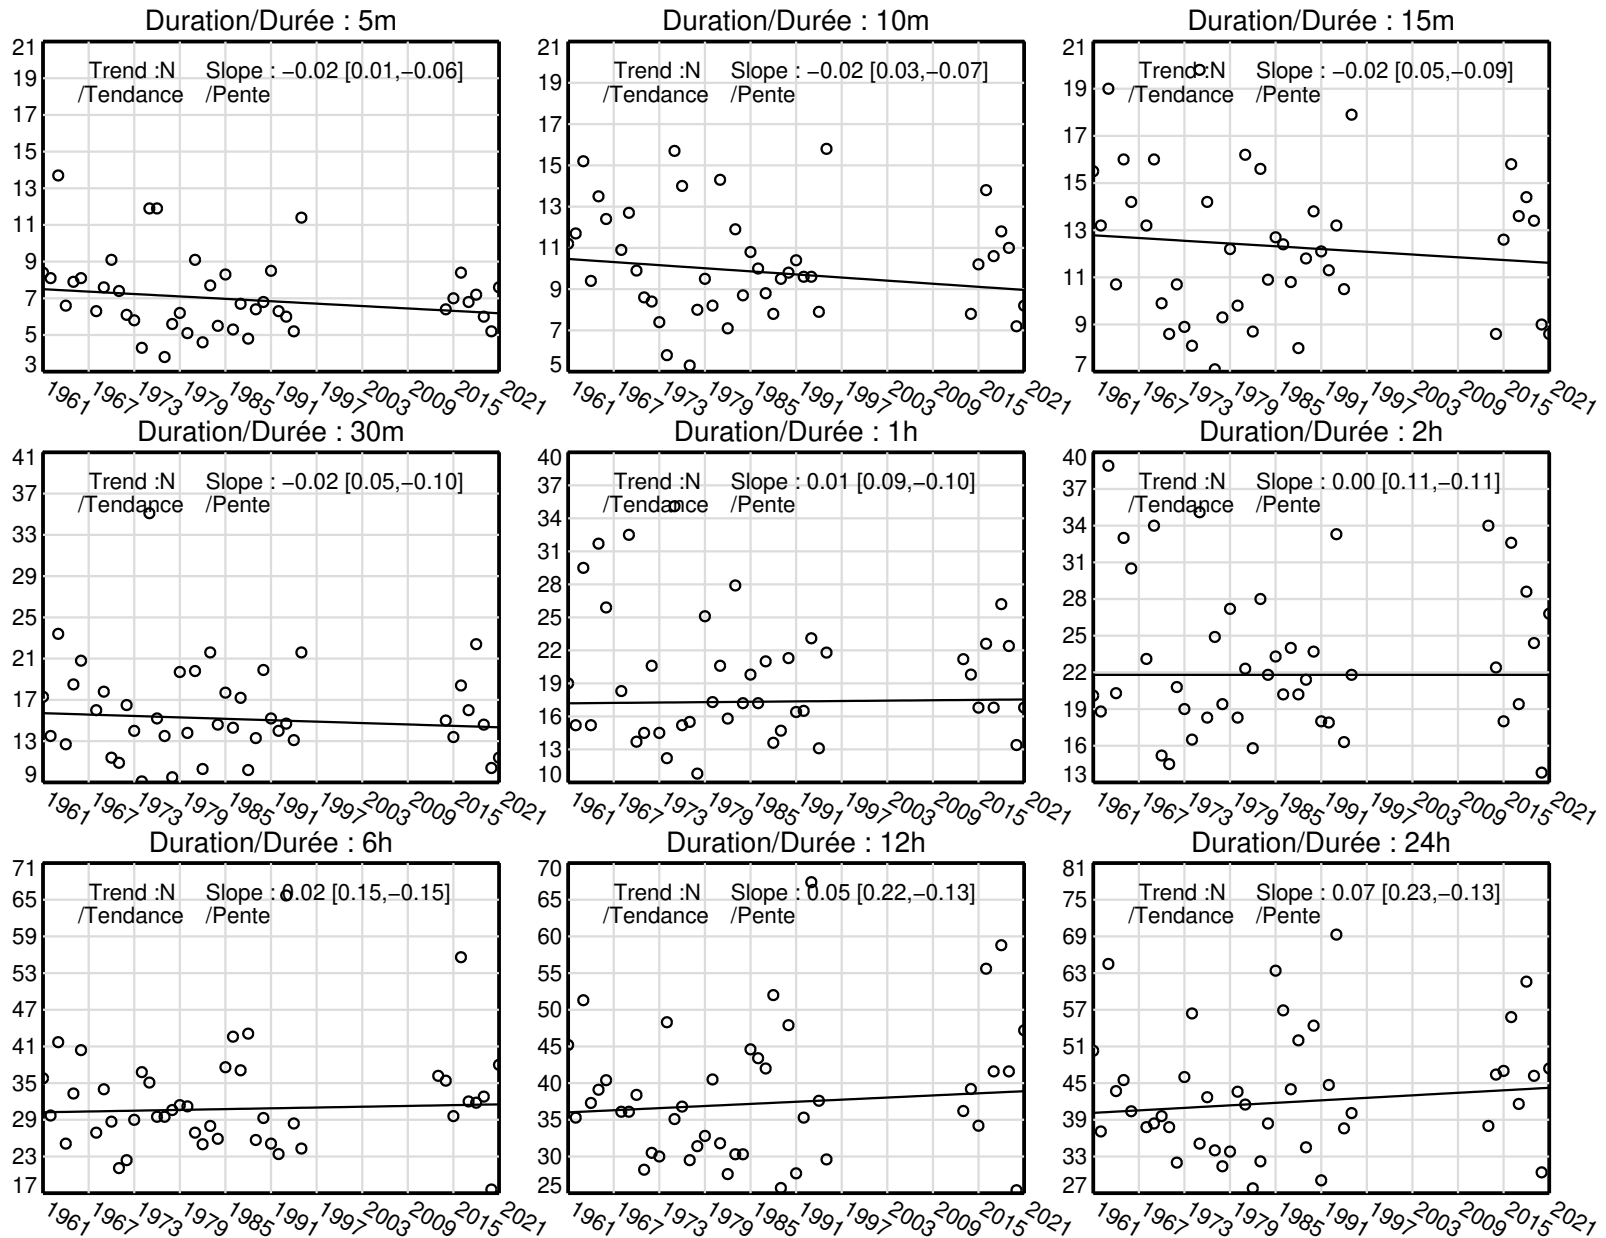 Duration/Durée : 5m
21
19
17
15
13
11
9
7
5
3
Trend :N Slope : −0.02 [0.01,−0.06]
/Tendance /Pente
1961 1967 1973 1979 1985 1991 1997 2003 2009 2015 2021
Duration/Durée : 10m
21
19
17
15
13
11
9
7
5
Trend :N Slope : −0.02 [0.03,−0.07]
/Tendance /Pente
1961 1967 1973 1979 1985 1991 1997 2003 2009 2015 2021
Duration/Durée : 15m
21
19
17
15
13
11
9
7
Trend :N Slope : −0.02 [0.05,−0.09]
/Tendance /Pente
1961 1967 1973 1979 1985 1991 1997 2003 2009 2015 2021
Duration/Durée : 30m
41
37
33
29
25
21
17
13
9
Trend :N Slope : −0.02 [0.05,−0.10]
/Tendance /Pente
1961 1967 1973 1979 1985 1991 1997 2003 2009 2015 2021
Duration/Durée : 1h
40
37
34
31
28
25
22
19
16
13
10
Trend :N Slope : 0.01 [0.09,−0.10]
/Tendance /Pente
1961 1967 1973 1979 1985 1991 1997 2003 2009 2015 2021
Duration/Durée : 2h
40
37
34
31
28
25
22
19
16
13
Trend :N Slope : 0.00 [0.11,−0.11]
/Tendance /Pente
1961 1967 1973 1979 1985 1991 1997 2003 2009 2015 2021
Duration/Durée : 6h
71
65
59
53
47
41
35
29
23
17
Trend :N Slope : 0.02 [0.15,−0.15]
/Tendance /Pente
1961 1967 1973 1979 1985 1991 1997 2003 2009 2015 2021
Duration/Durée : 12h
70
65
60
55
50
45
40
35
30
25
Trend :N Slope : 0.05 [0.22,−0.13]
/Tendance /Pente
1961 1967 1973 1979 1985 1991 1997 2003 2009 2015 2021
Duration/Durée : 24h
81
75
69
63
57
51
45
39
33
27
Trend :N Slope : 0.07 [0.23,−0.13]
/Tendance /Pente
1961 1967 1973 1979 1985 1991 1997 2003 2009 2015 2021